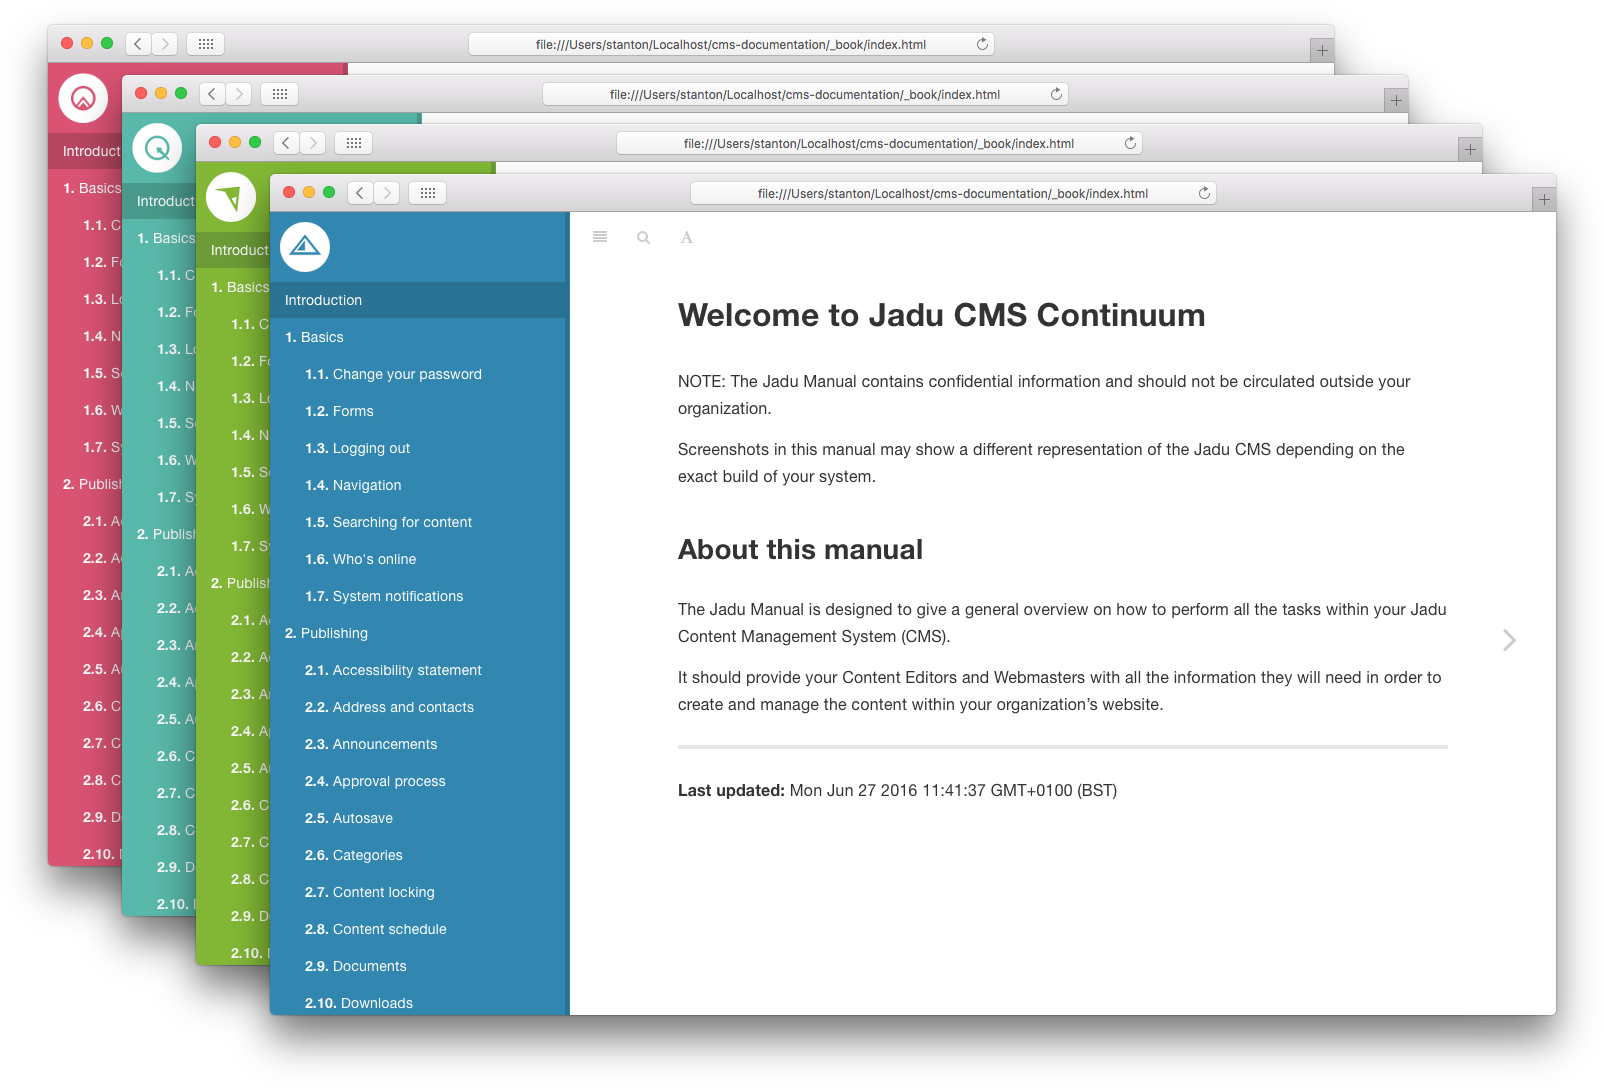 file:///Users/stanton/Localhost/cms-documentation/_book/index.html
Introduct
1. Basics
1.1. C
1.2. Fo
1.3. Lo
1.4. N
1.5. Se
1.6. W
1.7. Sy
2. Publish
2.1. A
2.2. A
2.3. A
2.4. A
2.5. A
2.6. C
2.7. C
2.8. C
2.9. D
2.10.
file:///Users/stanton/Localhost/cms-documentation/_book/index.html
Introduct
1. Basics
1.1. C
1.2. Fo
1.3. Lo
1.4. N
1.5. Se
1.6. W
1.7. Sy
2. Publish
2.1. A
2.2. A
2.3. A
2.4. A
2.5. A
2.6. C
2.7. C
2.8. C
2.9. D
2.10.
file:///Users/stanton/Localhost/cms-documentation/_book/index.html
Introduct
1. Basics
1.1. C
1.2. Fo
1.3. Lo
1.4. N
1.5. Se
1.6. W
1.7. Sy
2. Publish
2.1. A
2.2. A
2.3. A
2.4. A
2.5. A
2.6. C
2.7. C
2.8. C
2.9. D
2.10.
file:///Users/stanton/Localhost/cms-documentation/_book/index.html
A
Introduction
1. Basics
1.1. Change your password
1.2. Forms
1.3. Logging out
1.4. Navigation
1.5. Searching for content
1.6. Who's online
1.7. System notifications
2. Publishing
2.1. Accessibility statement
2.2. Address and contacts
2.3. Announcements
2.4. Approval process
2.5. Autosave
2.6. Categories
2.7. Content locking
2.8. Content schedule
2.9. Documents
2.10. Downloads
Welcome to Jadu CMS Continuum
NOTE: The Jadu Manual contains confidential information and should not be circulated outside your
organization.
Screenshots in this manual may show a different representation of the Jadu CMS depending on the
exact build of your system.
About this manual
The Jadu Manual is designed to give a general overview on how to perform all the tasks within your Jadu
Content Management System (CMS).
It should provide your Content Editors and Webmasters with all the information they will need in order to
create and manage the content within your organization’s website.
Last updated: Mon Jun 27 2016 11:41:37 GMT+0100 (BST)